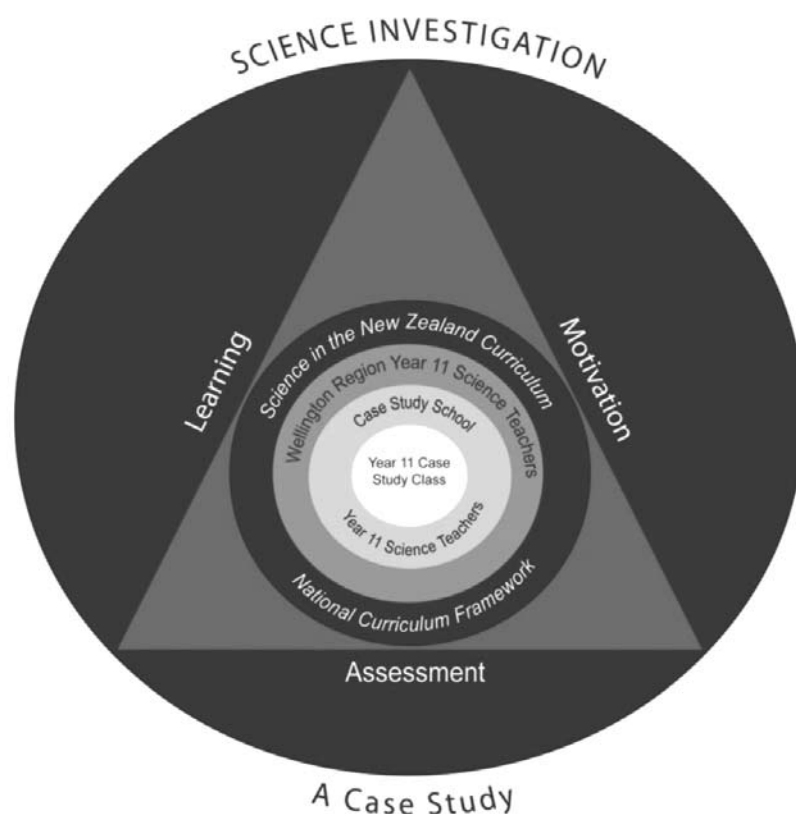 SCIENCE INVESTIGATION
Learning
Motivation
Science in the New Zealand Curriculum
Wellington Region Year 11 Science Teachers
Case Study School
Year 11 Case
Study Class
Year 11 Science Teachers
National Curriculum Framework
Assessment
A Case Study